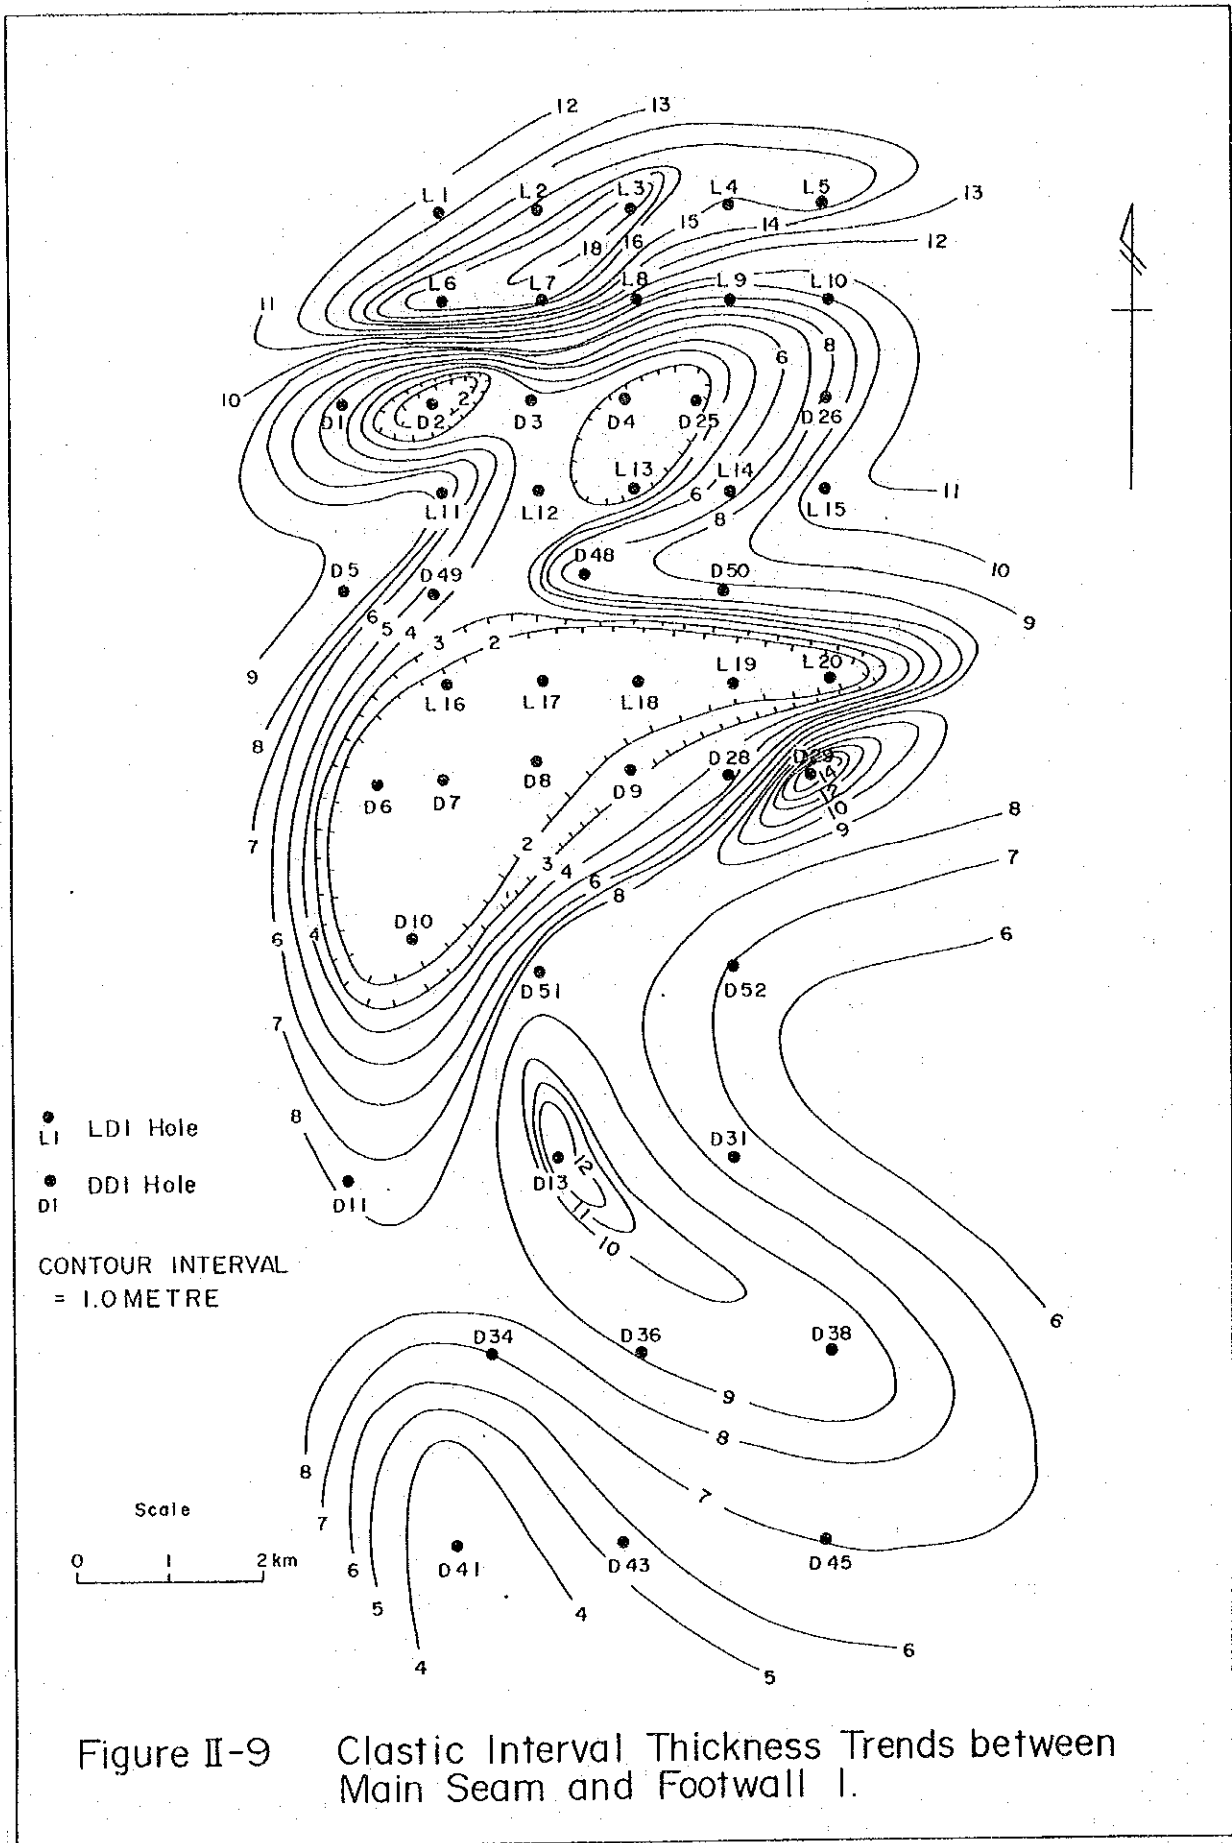 12 13
L1 L2 L3 L4 L5
13
15 14
18 16
12
L6 L7 L8 L9 L10
11
8
6
10
2
D1 D2 D3 D4 D25 D26
L13 L14
6
11
L11 L12 L15
8
D48
10
D5 D49 D50
6 5 4
3 2
9
9
L19 L20
L16 L17 L18
8
D28 D29
D8 D9
14
D6 D7
12
10
9
8
7
2
3
4
6
8
7
D10
6 4
6
D51 D52
7
8
L1 LDI Hole
D31
12
D13
D1 DDI Hole
D11
11
10
CONTOUR INTERVAL
= 1.0 METRE
6
D34 D36 D38
9
8
8
7
7
Scale
0 1 2 km
6
D41 D43 D45
5
4
6
4
5
Figure II-9 Clastic Interval Thickness Trends between
Main Seam and Footwall 1.